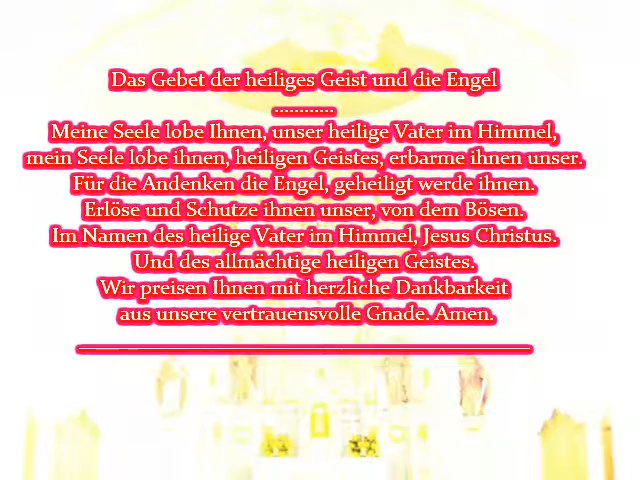 Das Gebet der heiliges Geist und die Engel
............
Meine Seele lobe Ihnen, unser heilige Vater im Himmel,
mein Seele lobe ihnen, heiligen Geistes, erbarme ihnen unser.
Für die Andenken die Engel, geheiligt werde ihnen.
Erlöse und Schutze ihnen unser, von dem Bösen.
Im Namen des heilige Vater im Himmel, Jesus Christus.
Und des allmächtige heiligen Geistes.
Wir preisen Ihnen mit herzliche Dankbarkeit
aus unsere vertrauensvolle Gnade. Amen.